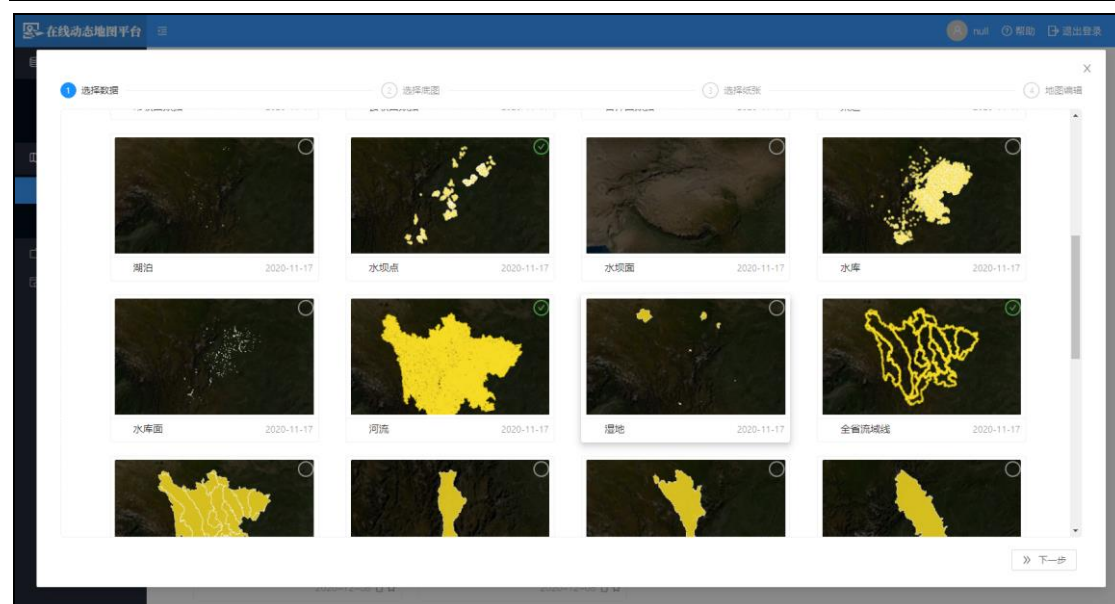 在线动态地图平台
null 帮助 退出登录
1 选择数据
2 选择底图
3 选择纸张
4 地图编辑
湖泊 2020-11-17
水坝点 2020-11-17
水坝面 2020-11-17
水库 2020-11-17
水库面 2020-11-17
河流 2020-11-17
湿地 2020-11-17
全省流域线 2020-11-17
下一步